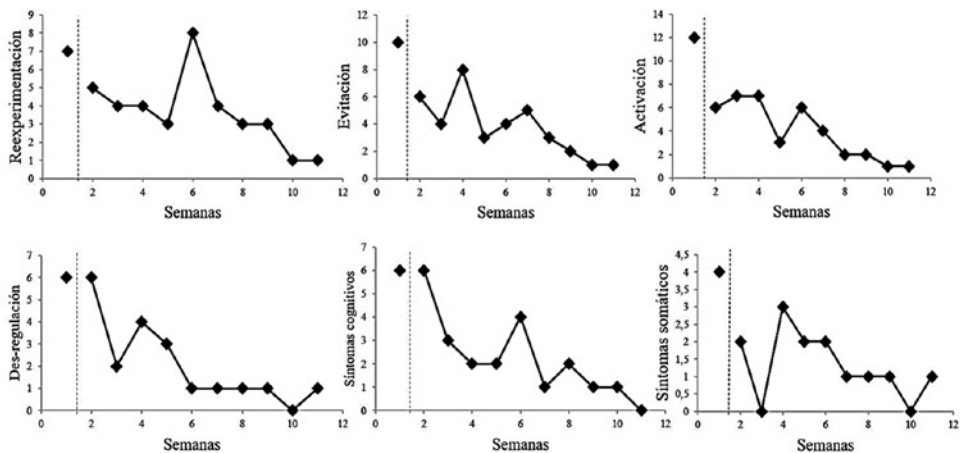 Reexperimentación
9
8
7
6
5
4
3
2
1
0
0 2 4 6 8 10 12
Semanas
Evitación
12
10
8
6
4
2
0
0 2 4 6 8 10 12
Semanas
Activación
14
12
10
8
6
4
2
0
0 2 4 6 8 10 12
Semanas
Des-regulación
7
6
5
4
3
2
1
0
0 2 4 6 8 10 12
Semanas
Síntomas cognitivos
7
6
5
4
3
2
1
0
0 2 4 6 8 10 12
Semanas
Síntomas somáticos
4,5
4
3,5
3
2,5
2
1,5
1
0,5
0
0 2 4 6 8 10 12
Semanas